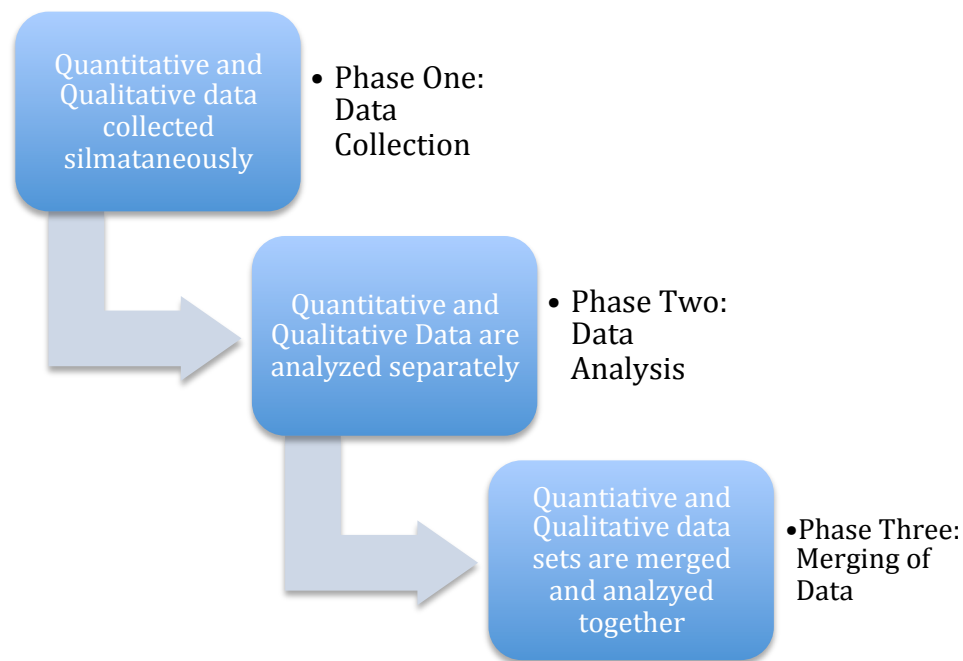 Quantitative and
Qualitative data
collected
silmataneously
• Phase One:
Data
Collection
Quantitative and
Qualitative Data are
analyzed separately
• Phase Two:
Data
Analysis
Quantiative and
Qualitative data
sets are merged
and analzyed
together
•Phase Three:
Merging of
Data